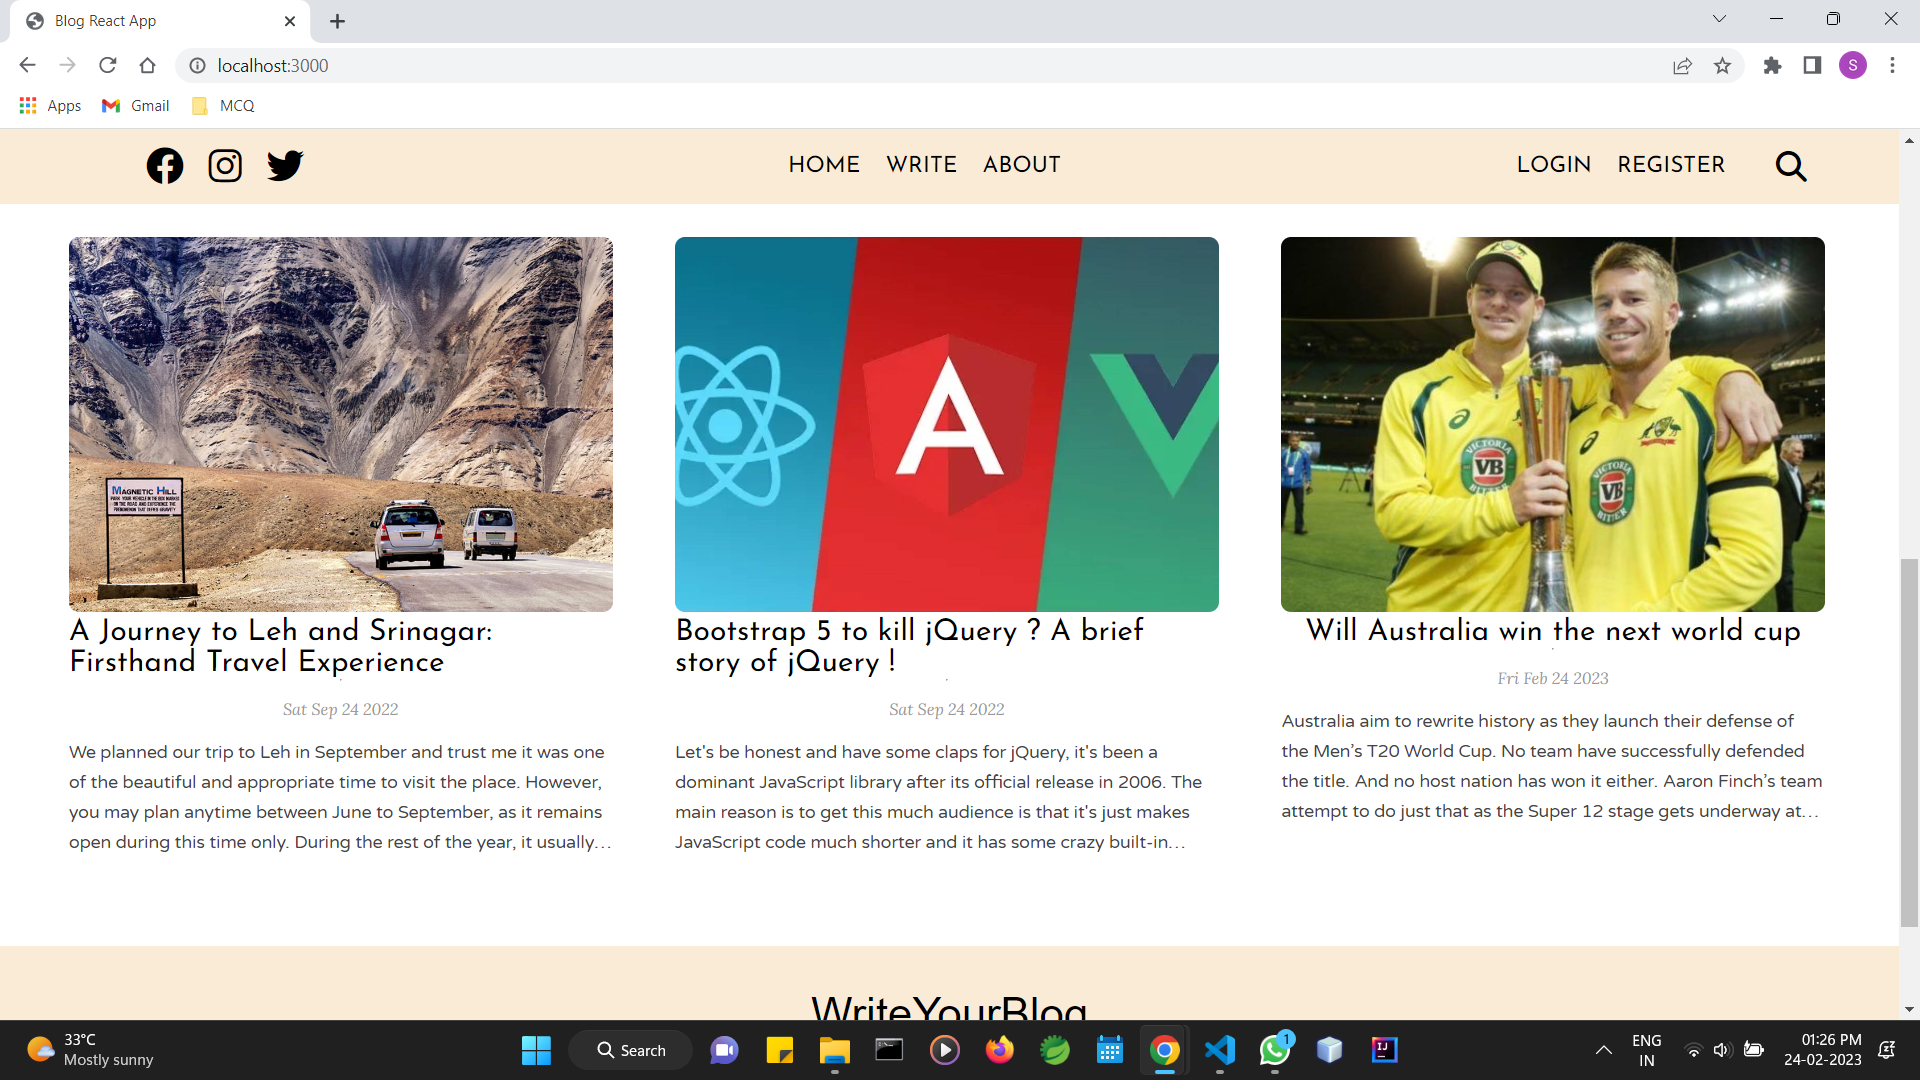 Blog React App
localhost:3000
Apps
Gmail
MCQ
S
HOME
WRITE
ABOUT
LOGIN
REGISTER
MAGNETIC HILL
VICTORIA
VB
BITTER
VICTORIA
VB
BITTER
A Journey to Leh and Srinagar:
Firsthand Travel Experience
Sat Sep 24 2022
We planned our trip to Leh in September and trust me it was one
of the beautiful and appropriate time to visit the place. However,
you may plan anytime between June to September, as it remains
open during this time only. During the rest of the year, it usually...
Bootstrap 5 to kill jQuery ? A brief
story of jQuery !
Sat Sep 24 2022
Let's be honest and have some claps for jQuery, it's been a
dominant JavaScript library after its official release in 2006. The
main reason is to get this much audience is that it's just makes
JavaScript code much shorter and it has some crazy built-in...
Will Australia win the next world cup
Fri Feb 24 2023
Australia aim to rewrite history as they launch their defense of
the Men’s T20 World Cup. No team have successfully defended
the title. And no host nation has won it either. Aaron Finch’s team
attempt to do just that as the Super 12 stage gets underway at...
WriteYourBlog
33°C
Mostly sunny
Search
1
IJ
ENG
IN
01:26 PM
24-02-2023